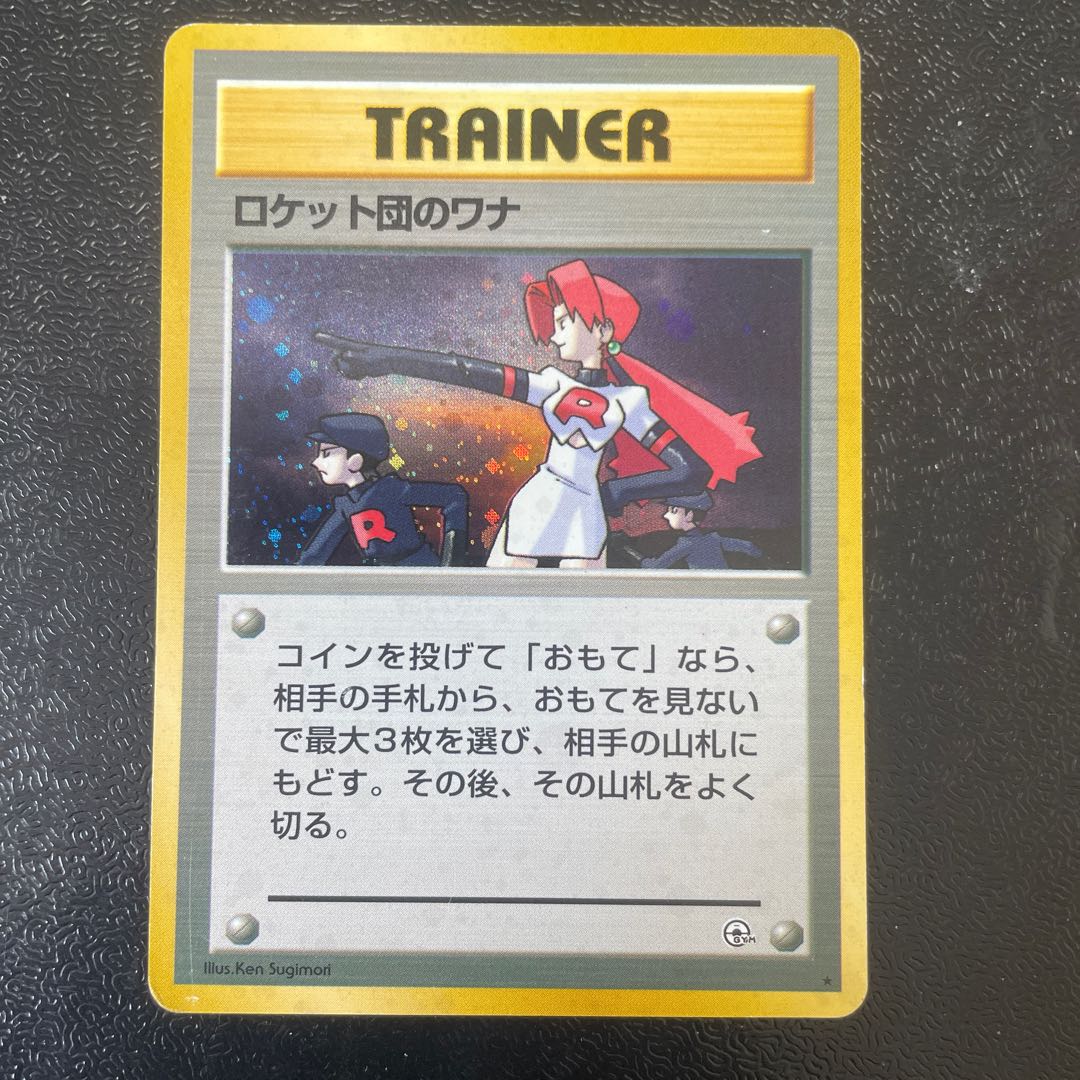 TRAINER
ロケット団のワナ
R
R
コインを投げて「おもて」なら、
相手の手札から、おもてを見ない
で最大3枚を選び、相手の山札に
もどす。その後、その山札をよく
切る。
GYM
Illus.Ken Sugimori
★